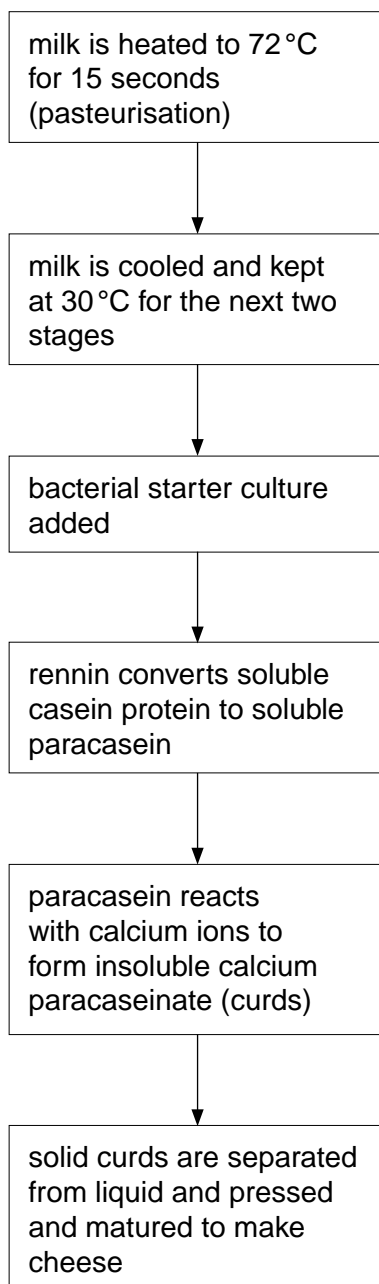 milk is heated to 72 °C
for 15 seconds
(pasteurisation)
milk is cooled and kept
at 30 °C for the next two
stages
bacterial starter culture
added
rennin converts soluble
casein protein to soluble
paracasein
paracasein reacts
with calcium ions to
form insoluble calcium
paracaseinate (curds)
solid curds are separated
from liquid and pressed
and matured to make
cheese